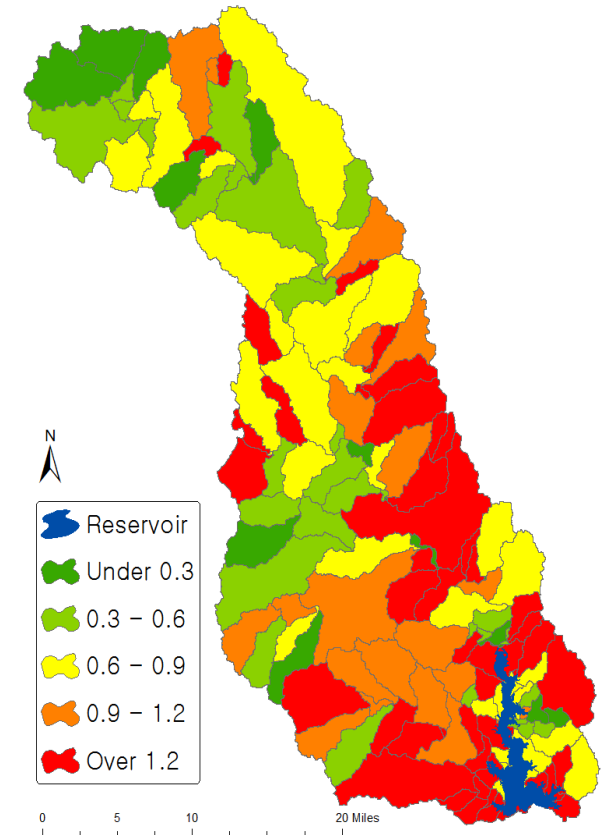 N
Reservoir
Under 0.3
0.3 – 0.6
0.6 – 0.9
0.9 – 1.2
Over 1.2
0 5 10 20 Miles